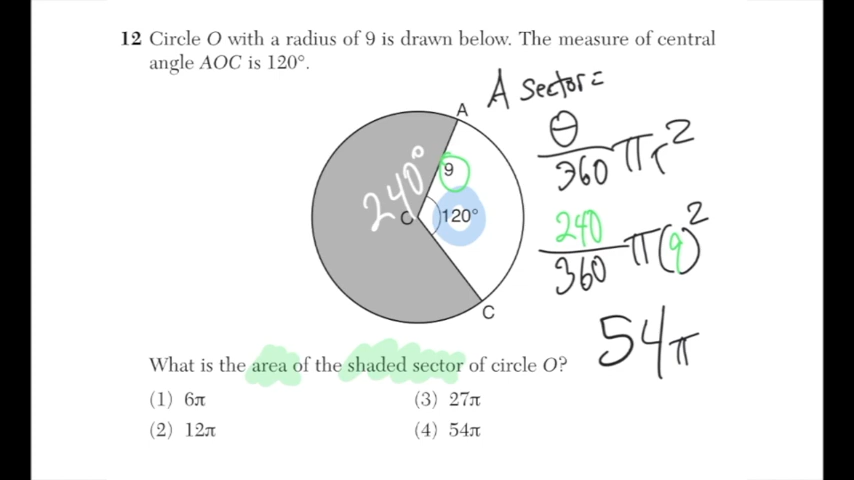 12 Circle O with a radius of 9 is drawn below. The measure of central
angle AOC is 120°.
A sector =
θ
360 πr²
A
9
240°
O
120°
C
240
360 π(9)²
54π
What is the area of the shaded sector of circle O?
(1) 6π
(2) 12π
(3) 27π
(4) 54π